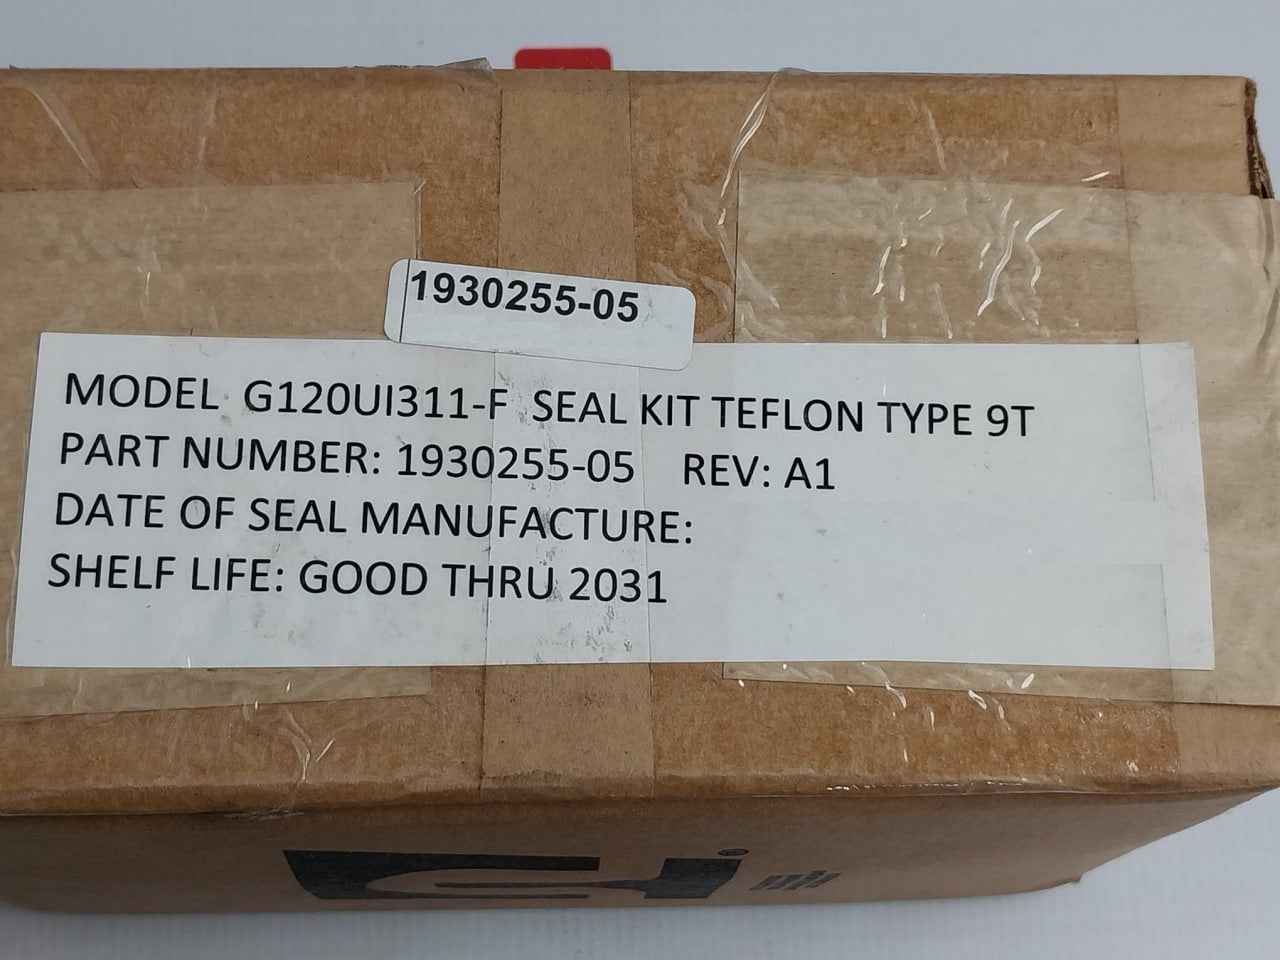 1930255-05
MODEL G120UI311-F SEAL KIT TEFLON TYPE 9T
PART NUMBER: 1930255-05 REV: A1
DATE OF SEAL MANUFACTURE:
SHELF LIFE: GOOD THRU 2031